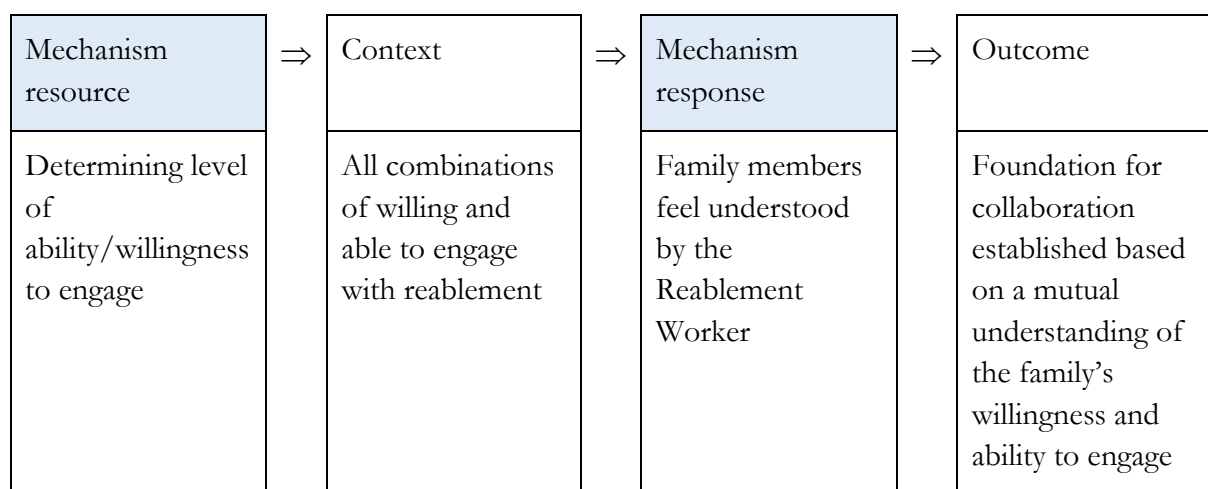 Mechanism
resource
⇒
Context
⇒
Mechanism
response
⇒
Outcome
Determining level
of
ability/willingness
to engage
All combinations
of willing and
able to engage
with reablement
Family members
feel understood
by the
Reablement
Worker
Foundation for
collaboration
established based
on a mutual
understanding of
the family’s
willingness and
ability to engage